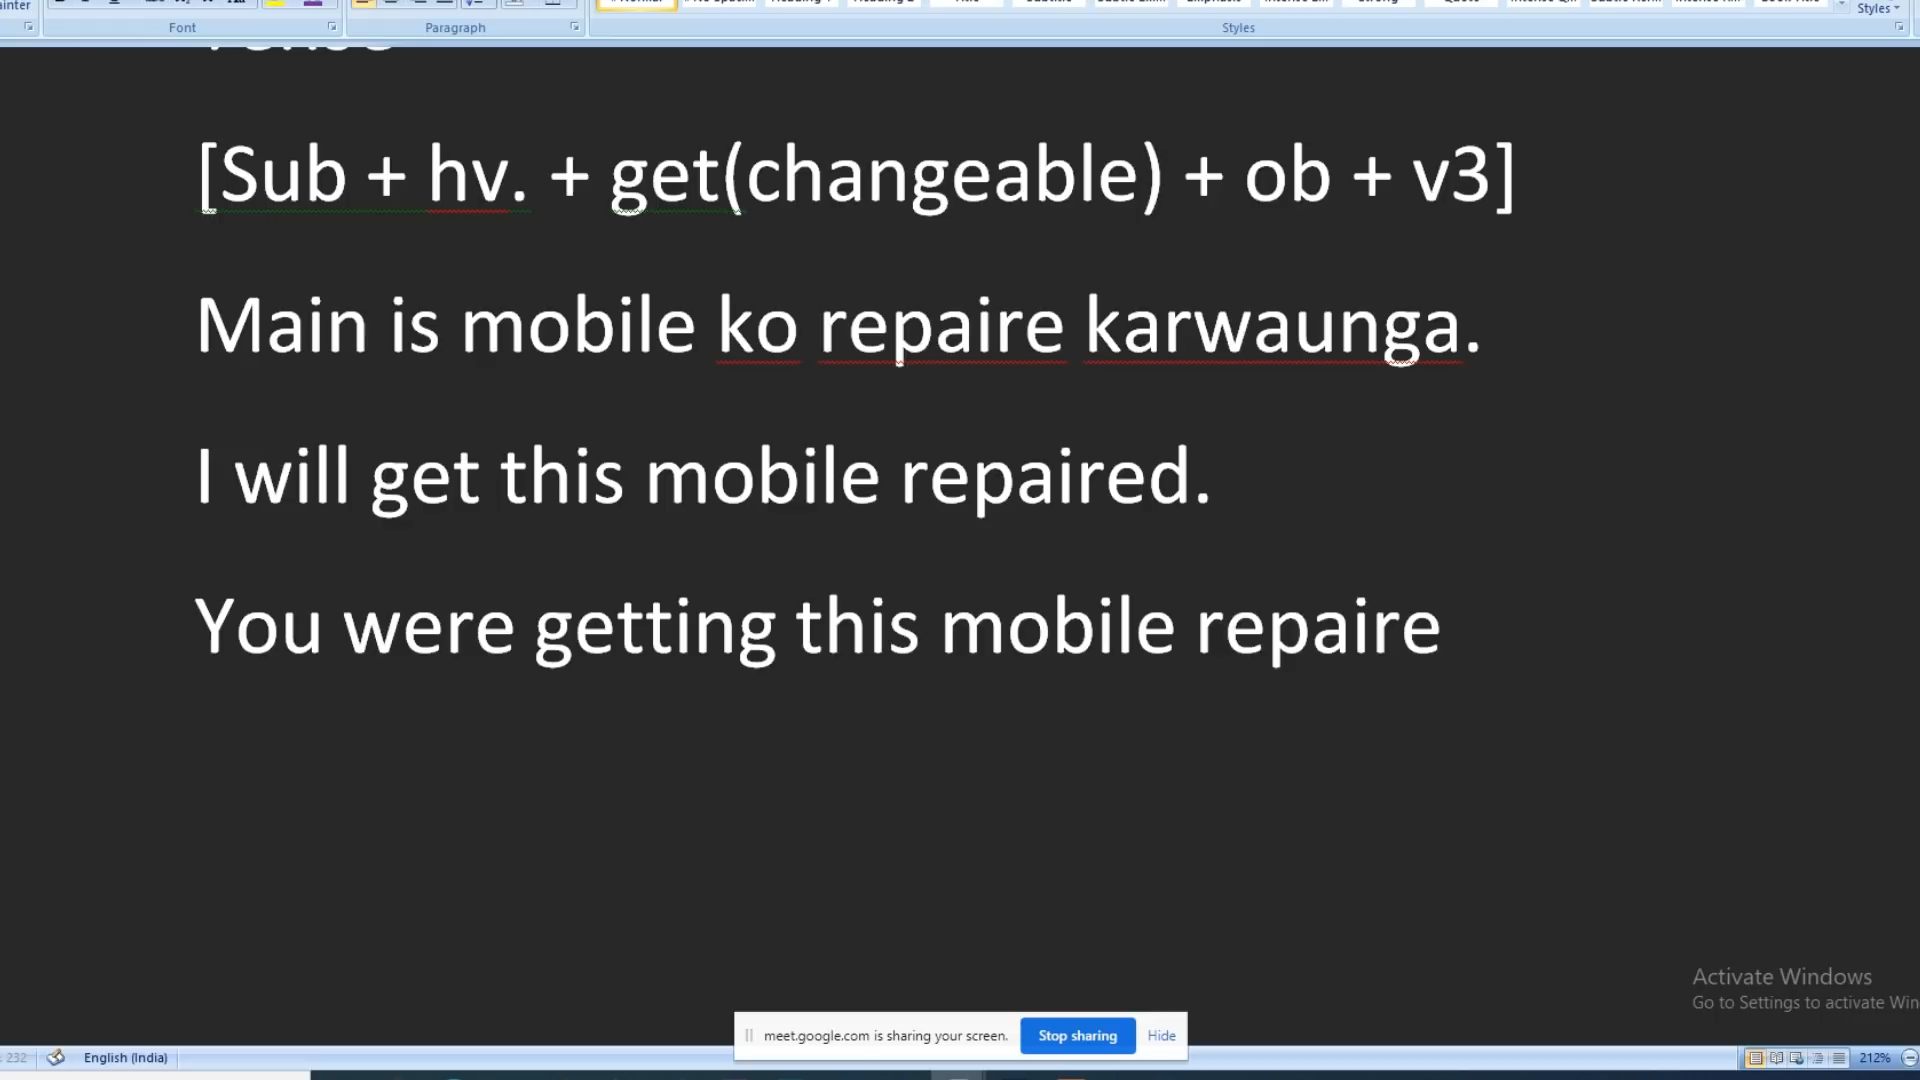 Font
Paragraph
Styles
Styles
[Sub + hv. + get(changeable) + ob + v3]
Main is mobile ko repaire karwaunga.
I will get this mobile repaired.
You were getting this mobile repaire
Activate Windows
Go to Settings to activate Win
meet.google.com is sharing your screen. Stop sharing Hide
232 English (India) 212%